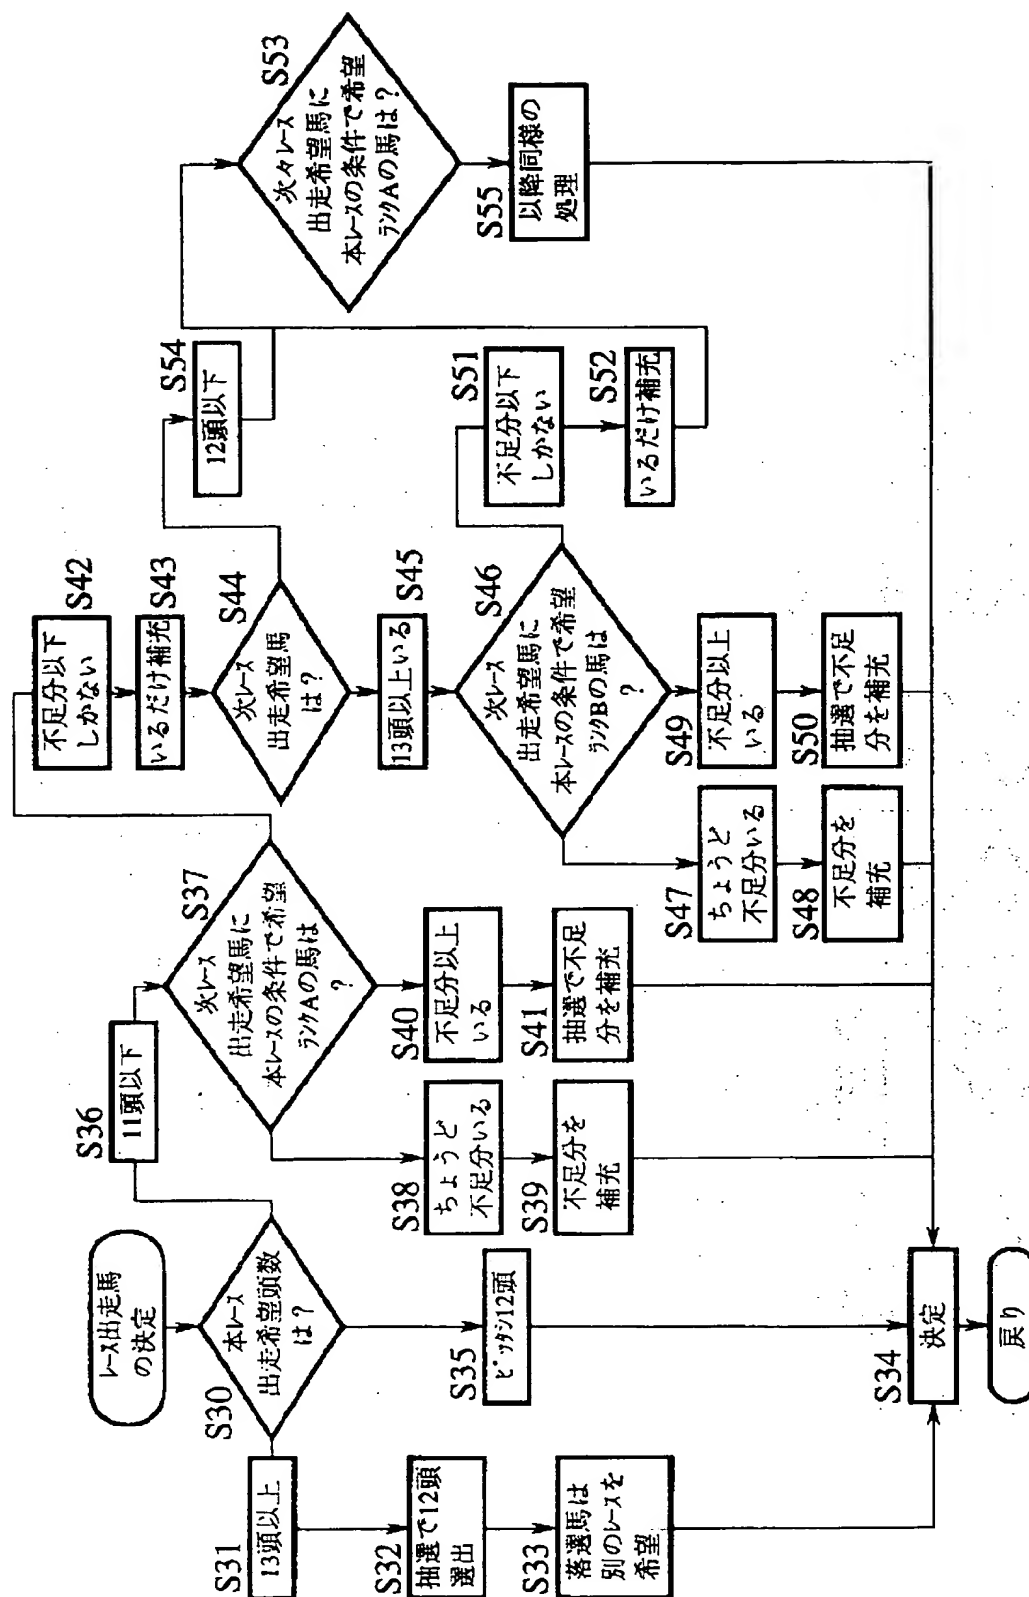 レース出走馬
の決定
S30
本レース
出走希望頭数
は?
S31
13頭以上
S32
抽選で12頭
選出
S33
落選馬は
別のレースを
希望
S35
ピッタシ12頭
S34
決定
戻り
S36
11頭以下
S37
次レース
出走希望馬に
本レースの条件で希望
ランクAの馬は
?
S38
ちょうど
不足分いる
S39
不足分を
補充
S40
不足分以上
いる
S41
抽選で不足
分を補充
S42
不足分以下
しかない
S43
いるだけ補充
S44
次レース
出走希望馬
は?
S45
13頭以上いる
S46
次レース
出走希望馬に
本レースの条件で希望
ランクBの馬は
?
S47
ちょうど
不足分いる
S48
不足分を
補充
S49
不足分以上
いる
S50
抽選で不足
分を補充
S51
不足分以下
しかない
S52
いるだけ補充
S54
12頭以下
S53
次々レース
出走希望馬に
本レースの条件で希望
ランクAの馬は?
S55
以降同様の
処理